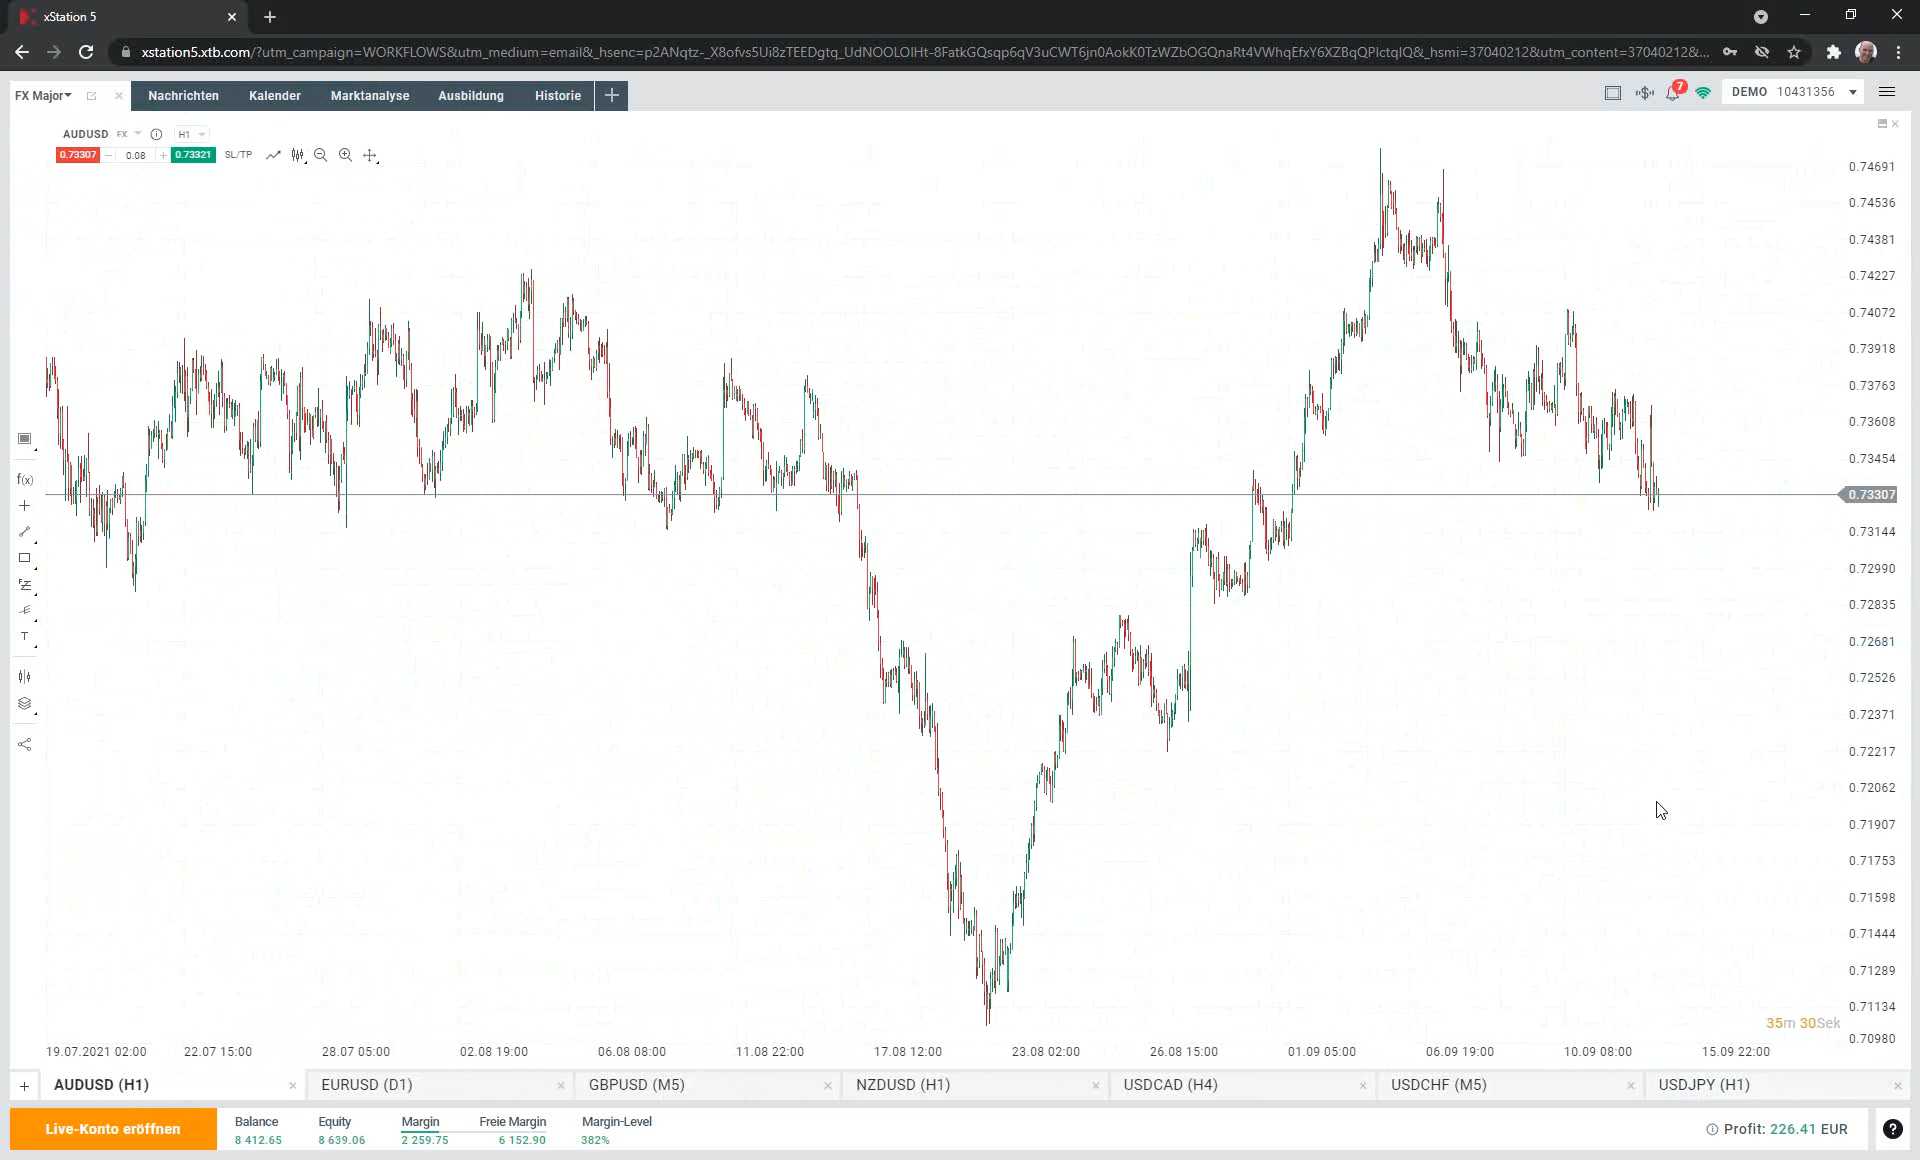 xStation 5
xstation5.xtb.com/?utm_campaign=WORKFLOWS&utm_medium=email&_hsenc=p2ANqtz-_X8ofvs5Ui8zTEEDgtq_UdNOOLOlHt-8FatkGQsqp6qV3uCWT6jn0AokK0TzWZbOGQnaRt4VWhqEfxY6XZBqQPlctqIQ&_hsmi=37040212&utm_content=37040212&...
FX Major Nachrichten Kalender Marktanalyse Ausbildung Historie 7 DEMO 10431356
AUDUSD FX H1
0.73307 0.08 0.73321 SL/TP
0.74691
0.74536
0.74381
0.74227
0.74072
0.73918
0.73763
0.73608
0.73454
0.73307
0.73144
0.72990
0.72835
0.72681
0.72526
0.72371
0.72217
0.72062
0.71907
0.71753
0.71598
0.71444
0.71289
0.71134
0.70980
f(x)
T
35m 30Sek
19.07.2021 02:00 22.07 15:00 28.07 05:00 02.08 19:00 06.08 08:00 11.08 22:00 17.08 12:00 23.08 02:00 26.08 15:00 01.09 05:00 06.09 19:00 10.09 08:00 15.09 22:00
AUDUSD (H1) EURUSD (D1) GBPUSD (M5) NZDUSD (H1) USDCAD (H4) USDCHF (M5) USDJPY (H1)
Live-Konto eröffnen
Balance Equity Margin Freie Margin Margin-Level
8 412.65 8 639.06 2 259.75 6 152.90 382%
Profit: 226.41 EUR